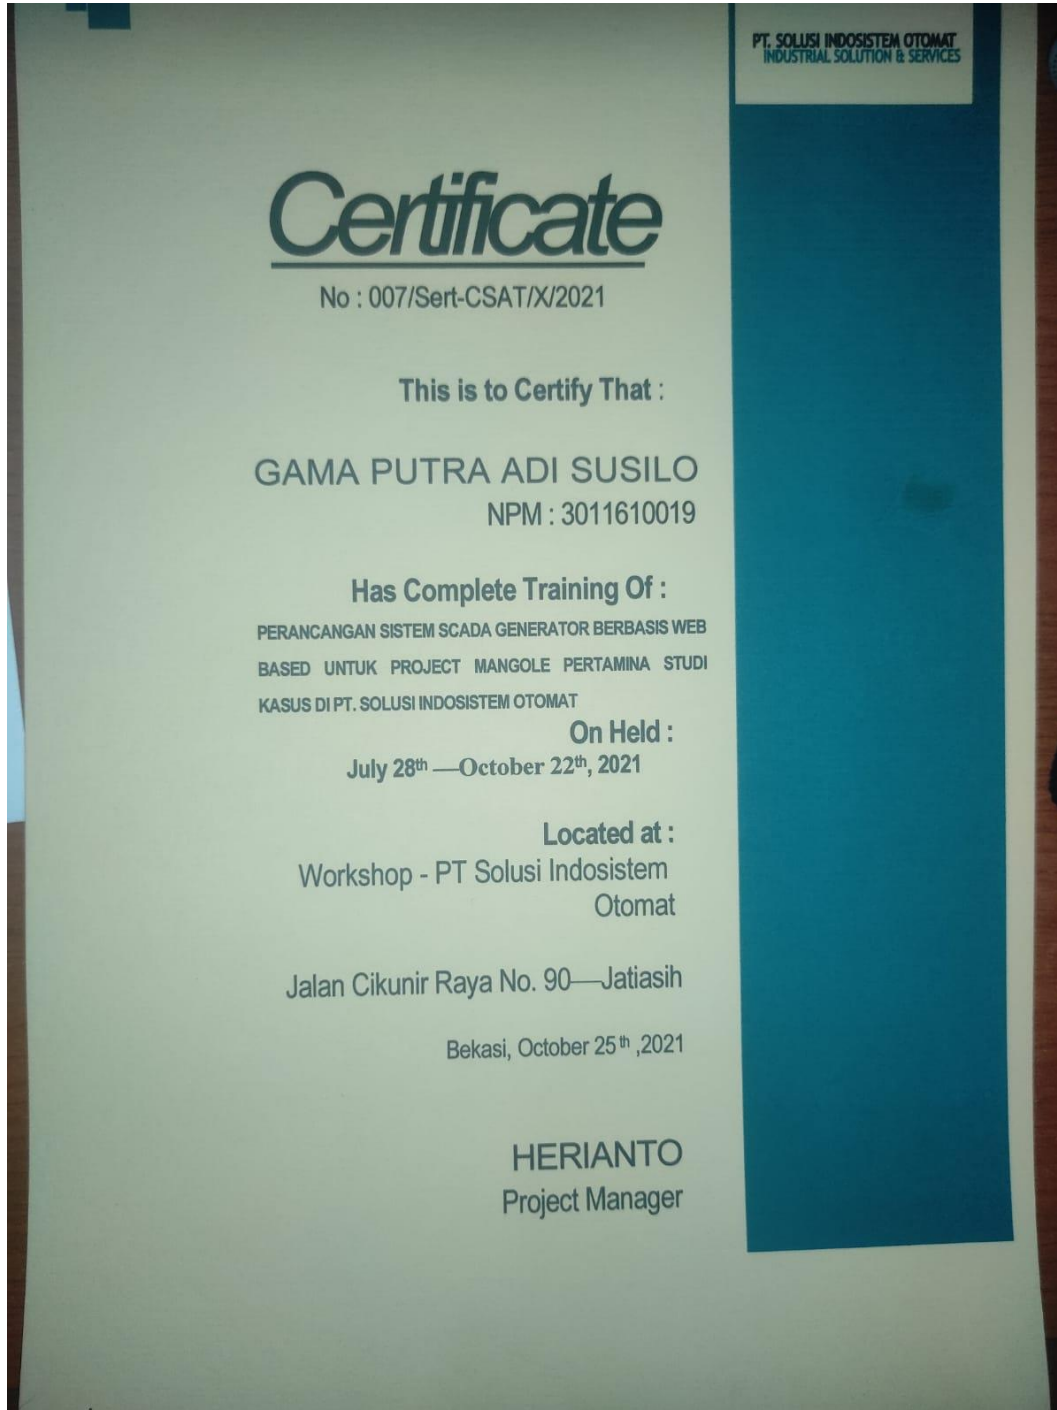 PT. SOLUSI INDOSISTEM OTOMAT
INDUSTRIAL SOLUTION & SERVICES
Certificate
No : 007/Sert-CSAT/X/2021
This is to Certify That :
GAMA PUTRA ADI SUSILO
NPM : 3011610019
Has Complete Training Of :
PERANCANGAN SISTEM SCADA GENERATOR BERBASIS WEB
BASED UNTUK PROJECT MANGOLE PERTAMINA STUDI
KASUS DI PT. SOLUSI INDOSISTEM OTOMAT
On Held :
July 28th —October 22th, 2021
Located at :
Workshop - PT Solusi Indosistem
Otomat
Jalan Cikunir Raya No. 90—Jatiasih
Bekasi, October 25 th ,2021
HERIANTO
Project Manager